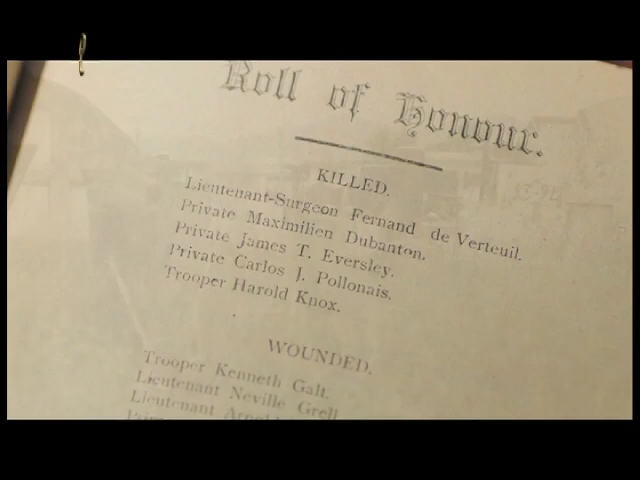 Roll of Honour.
KILLED.
Lieutenant-Surgeon Fernand de Verteuil.
Private Maximilien Dubanton.
Private James T. Eversley.
Private Carlos J. Pollonais.
Trooper Harold Knox.
WOUNDED.
Trooper Kenneth Galt.
Lieutenant Neville Grell
Lieutenant